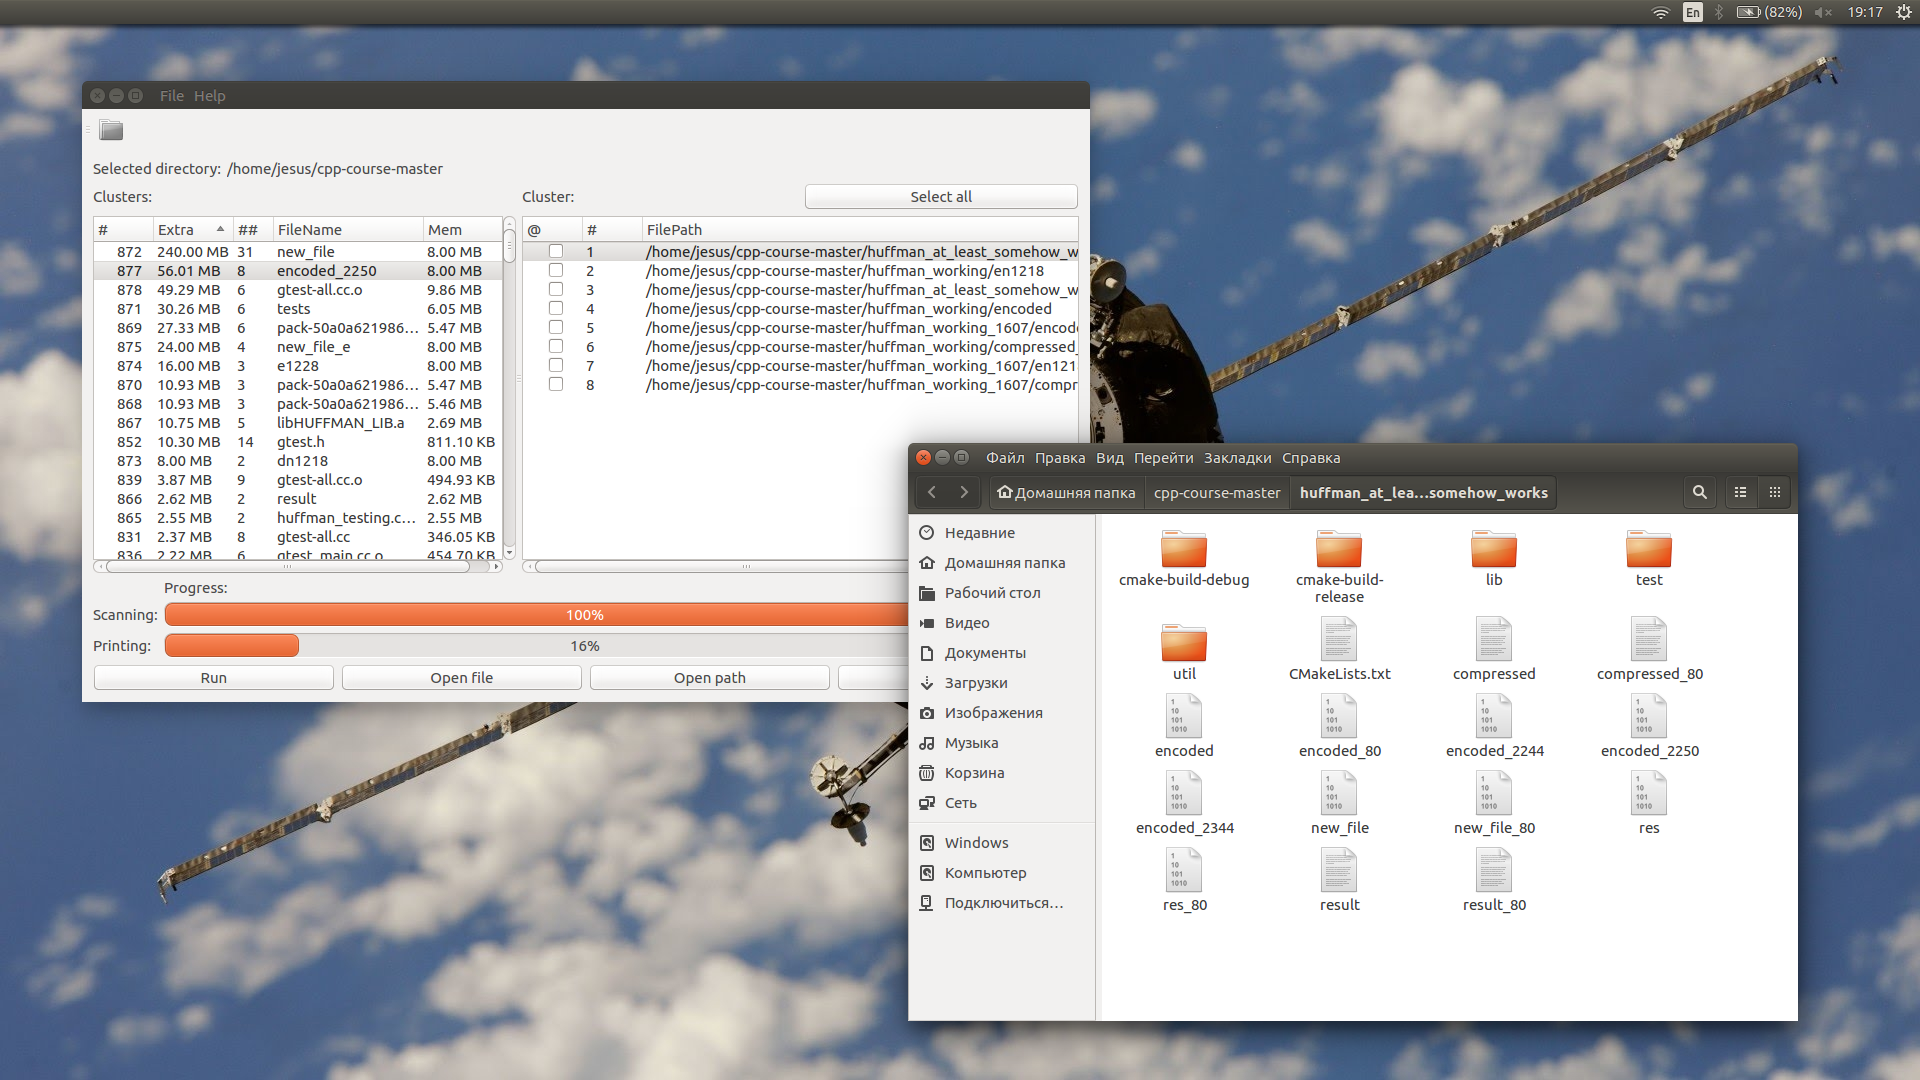 En (82%) 19:17
File Help
Selected directory: /home/jesus/cpp-course-master
Clusters:
# Extra ## FileName Mem
872 240.00 MB 31 new_file 8.00 MB
877 56.01 MB 8 encoded_2250 8.00 MB
878 49.29 MB 6 gtest-all.cc.o 9.86 MB
871 30.26 MB 6 tests 6.05 MB
869 27.33 MB 6 pack-50a0a621986... 5.47 MB
875 24.00 MB 4 new_file_e 8.00 MB
874 16.00 MB 3 e1228 8.00 MB
870 10.93 MB 3 pack-50a0a621986... 5.47 MB
868 10.93 MB 3 pack-50a0a621986... 5.46 MB
867 10.75 MB 5 libHUFFMAN_LIB.a 2.69 MB
852 10.30 MB 14 gtest.h 811.10 KB
873 8.00 MB 2 dn1218 8.00 MB
839 3.87 MB 9 gtest-all.cc.o 494.93 KB
866 2.62 MB 2 result 2.62 MB
865 2.55 MB 2 huffman_testing.c... 2.55 MB
831 2.37 MB 8 gtest-all.cc 346.05 KB
836 2.22 MB 6 gtest_main.cc.o 454.70 KB
Cluster:
Select all
@ # FilePath
1 /home/jesus/cpp-course-master/huffman_at_least_somehow_w
2 /home/jesus/cpp-course-master/huffman_working/en1218
3 /home/jesus/cpp-course-master/huffman_at_least_somehow_w
4 /home/jesus/cpp-course-master/huffman_working/encoded
5 /home/jesus/cpp-course-master/huffman_working_1607/encod
6 /home/jesus/cpp-course-master/huffman_working/compressed_
7 /home/jesus/cpp-course-master/huffman_working_1607/en121
8 /home/jesus/cpp-course-master/huffman_working_1607/compr
Progress:
Scanning: 100%
Printing: 16%
Run Open file Open path
Файл Правка Вид Перейти Закладки Справка
Домашняя папка cpp-course-master huffman_at_lea...somehow_works
Недавние
Домашняя папка
Рабочий стол
Видео
Документы
Загрузки
Изображения
Музыка
Корзина
Сеть
Windows
Компьютер
Подключиться...
cmake-build-debug cmake-build-release lib test
util CMakeLists.txt compressed compressed_80
encoded encoded_80 encoded_2244 encoded_2250
encoded_2344 new_file new_file_80 res
res_80 result result_80